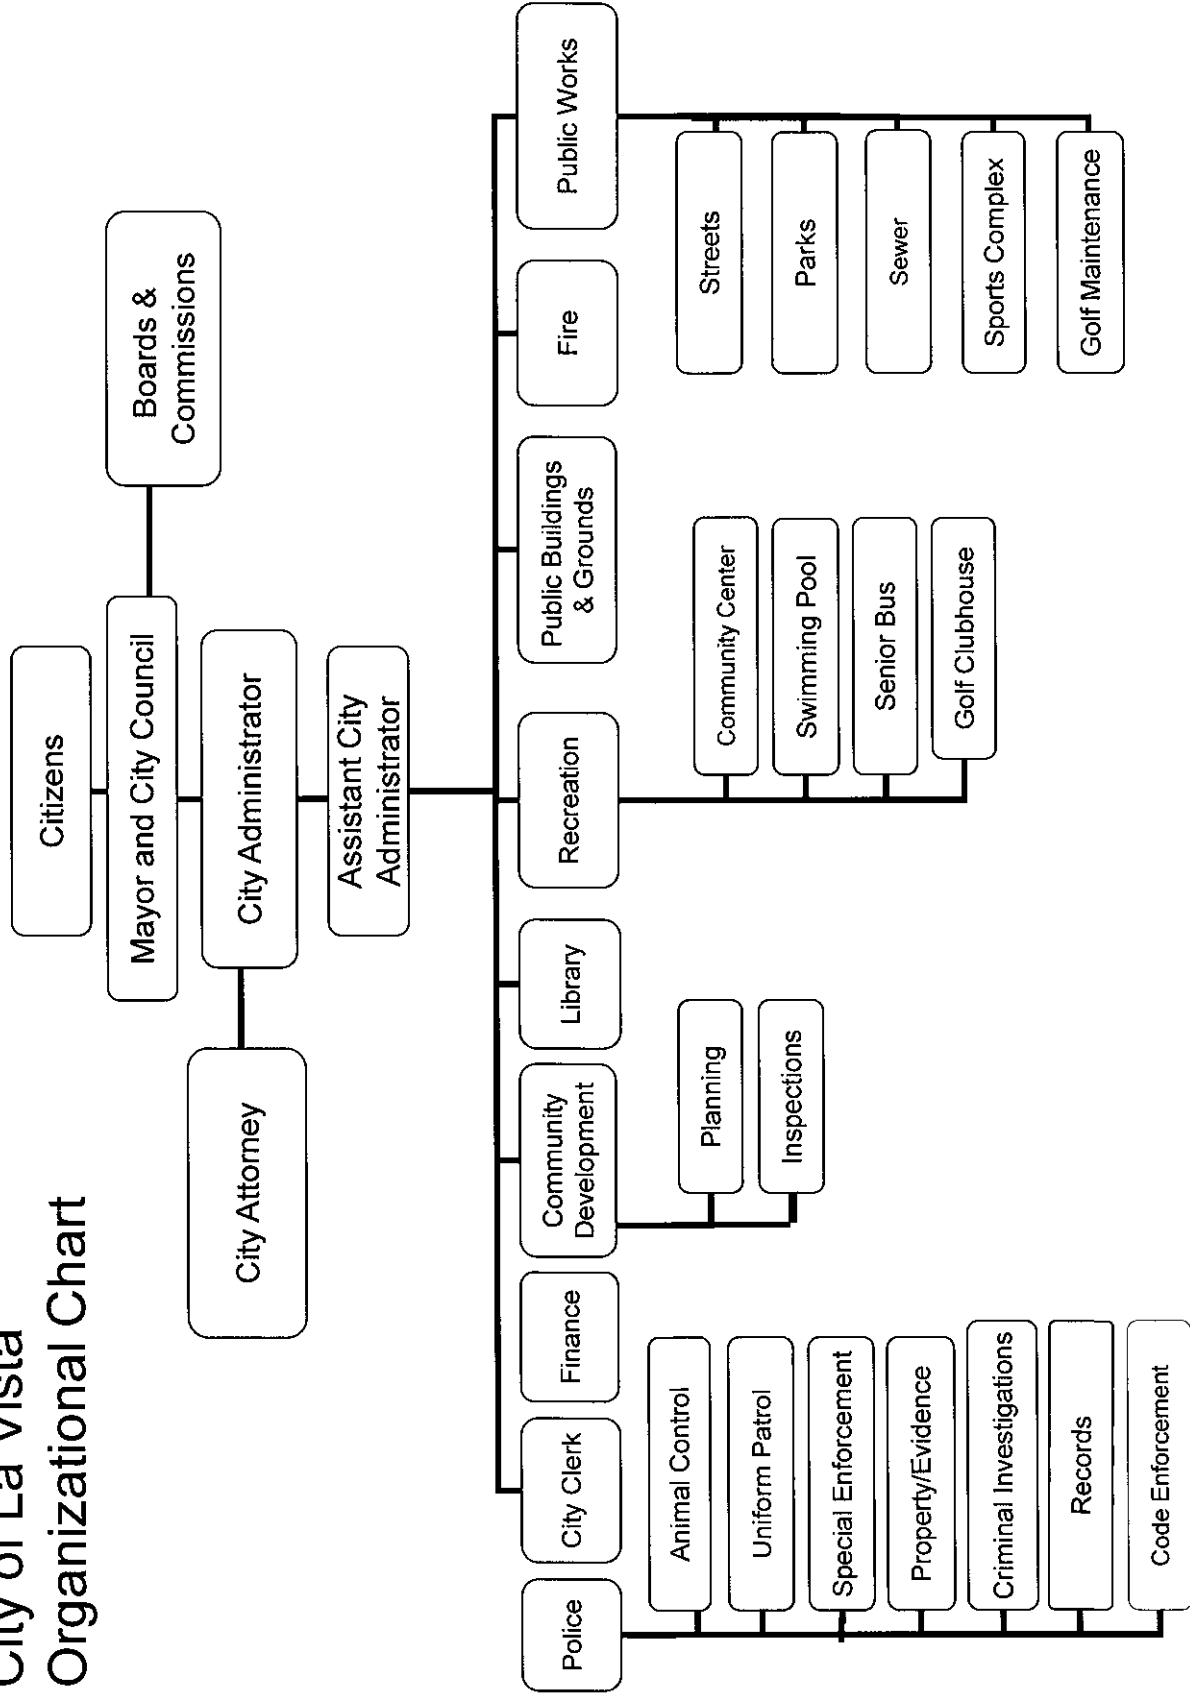 City of La Vista
Organizational Chart
Citizens
Mayor and City Council
Boards &
Commissions
City Administrator
City Attorney
Assistant City
Administrator
Police
City Clerk
Finance
Community
Development
Library
Recreation
Public Buildings
& Grounds
Fire
Public Works
Animal Control
Uniform Patrol
Special Enforcement
Property/Evidence
Criminal Investigations
Records
Code Enforcement
Planning
Inspections
Community Center
Swimming Pool
Senior Bus
Golf Clubhouse
Streets
Parks
Sewer
Sports Complex
Golf Maintenance